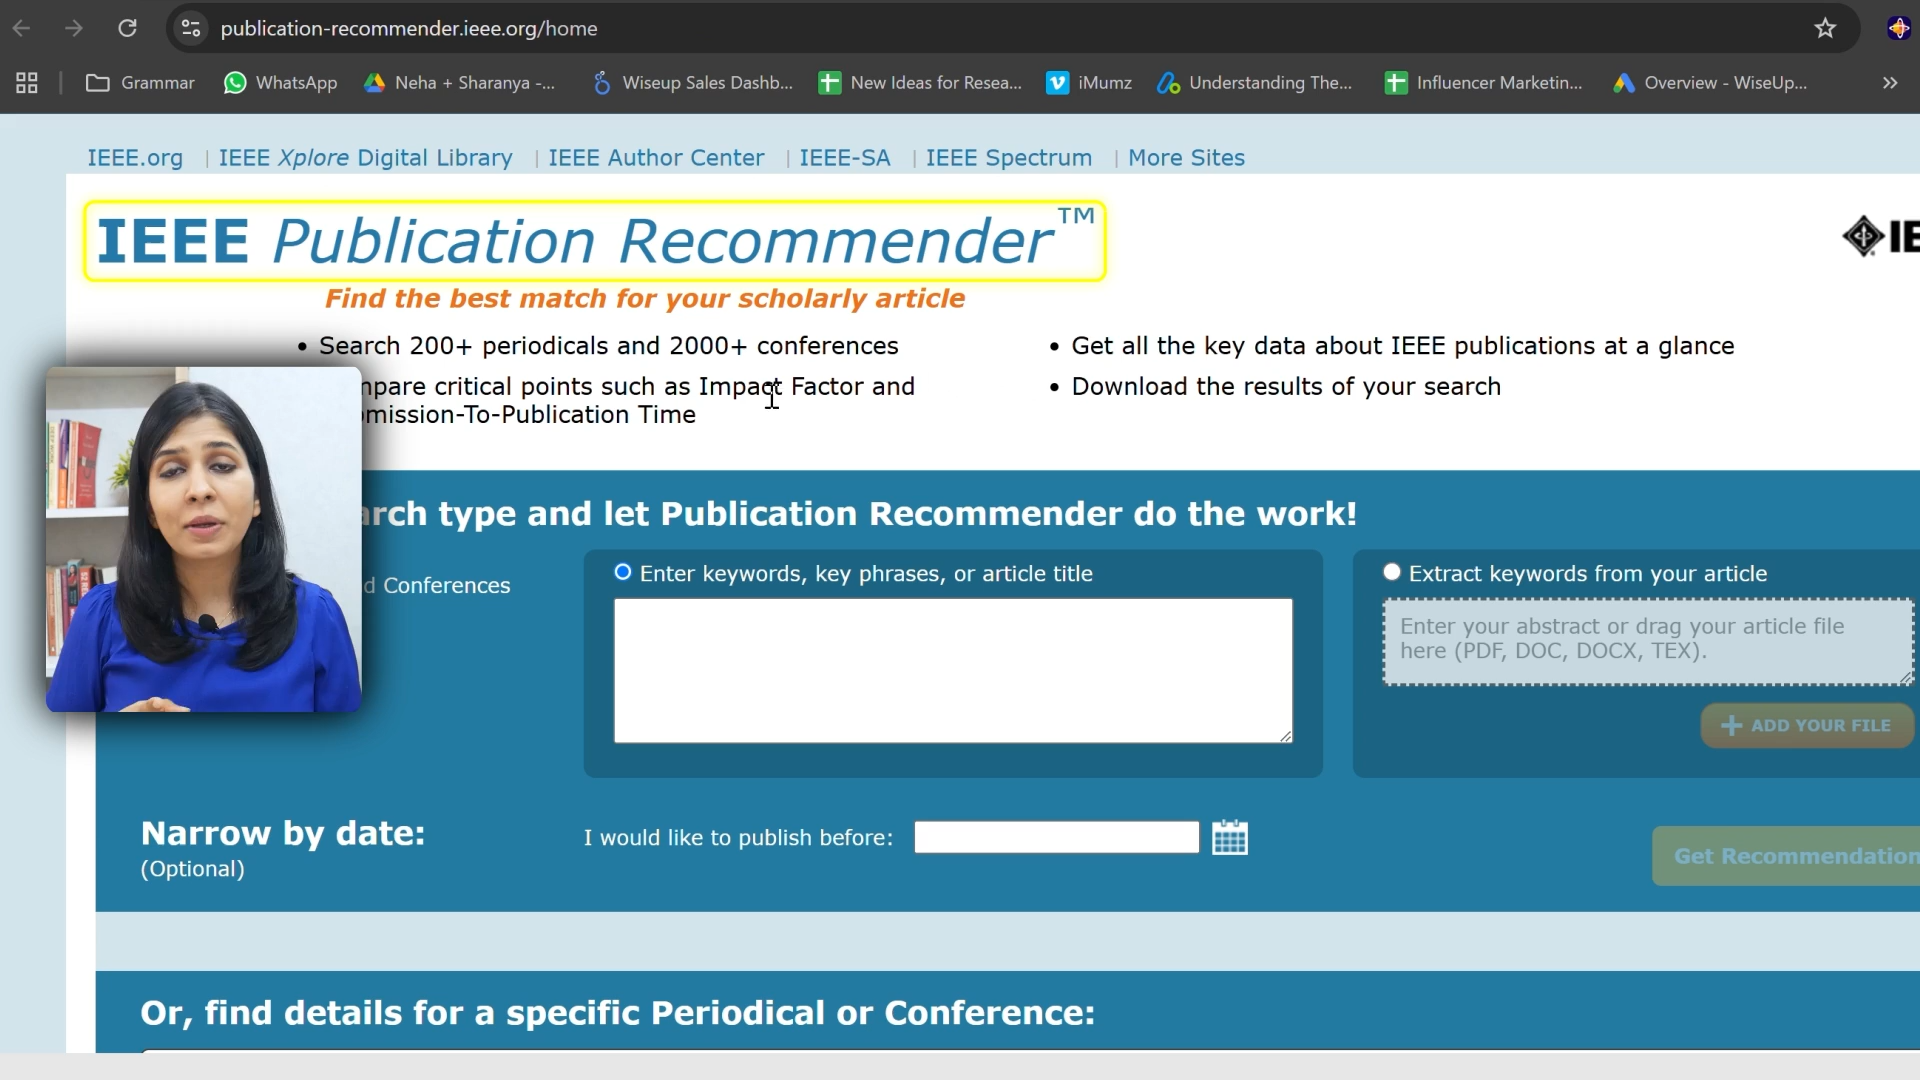 publication-recommender.ieee.org/home
Grammar WhatsApp Neha + Sharanya -... Wiseup Sales Dashb... New Ideas for Resea... iMumz Understanding The... Influencer Marketin... Overview - WiseUp...
IEEE.org | IEEE Xplore Digital Library | IEEE Author Center | IEEE-SA | IEEE Spectrum | More Sites
IEEE Publication Recommender™
Find the best match for your scholarly article
• Search 200+ periodicals and 2000+ conferences
• Get all the key data about IEEE publications at a glance
mpare critical points such as Impact Factor and
mission-To-Publication Time
• Download the results of your search
arch type and let Publication Recommender do the work!
d Conferences
Enter keywords, key phrases, or article title
Extract keywords from your article
Enter your abstract or drag your article file
here (PDF, DOC, DOCX, TEX).
+ ADD YOUR FILE
Narrow by date:
(Optional)
I would like to publish before:
Get Recommendation
Or, find details for a specific Periodical or Conference: